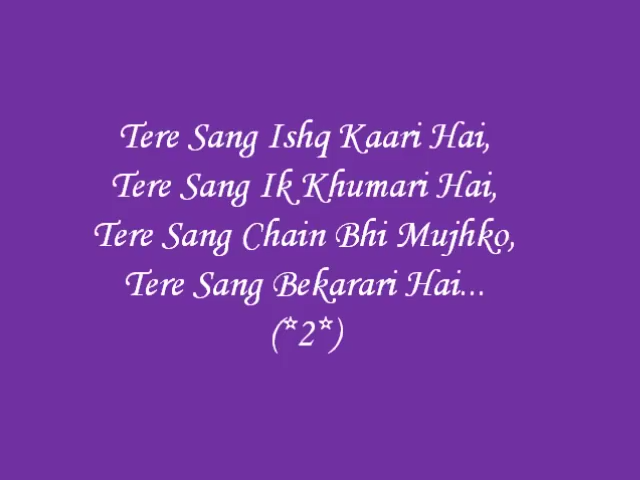 Tere Sang Ishq Kaari Hai,
Tere Sang Ik Khumari Hai,
Tere Sang Chain Bhi Mujhko,
Tere Sang Bekarari Hai...
(*2*)